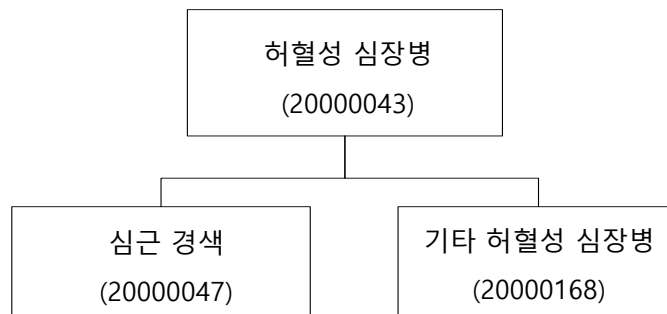 허혈성 심장병
(20000043)
심근 경색
(20000047)
기타 허혈성 심장병
(20000168)